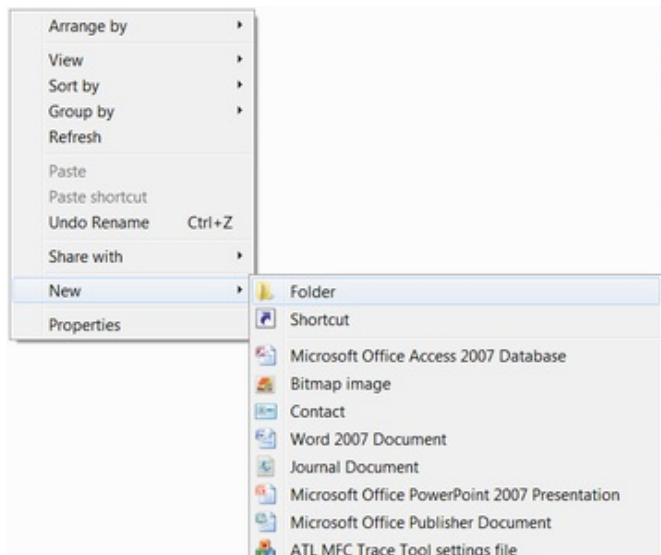 Arrange by
View
Sort by
Group by
Refresh
Paste
Paste shortcut
Undo Rename Ctrl+Z
Share with
New
Properties
Folder
Shortcut
Microsoft Office Access 2007 Database
Bitmap image
Contact
Word 2007 Document
Journal Document
Microsoft Office PowerPoint 2007 Presentation
Microsoft Office Publisher Document
ATL MFC Trace Tool settings file